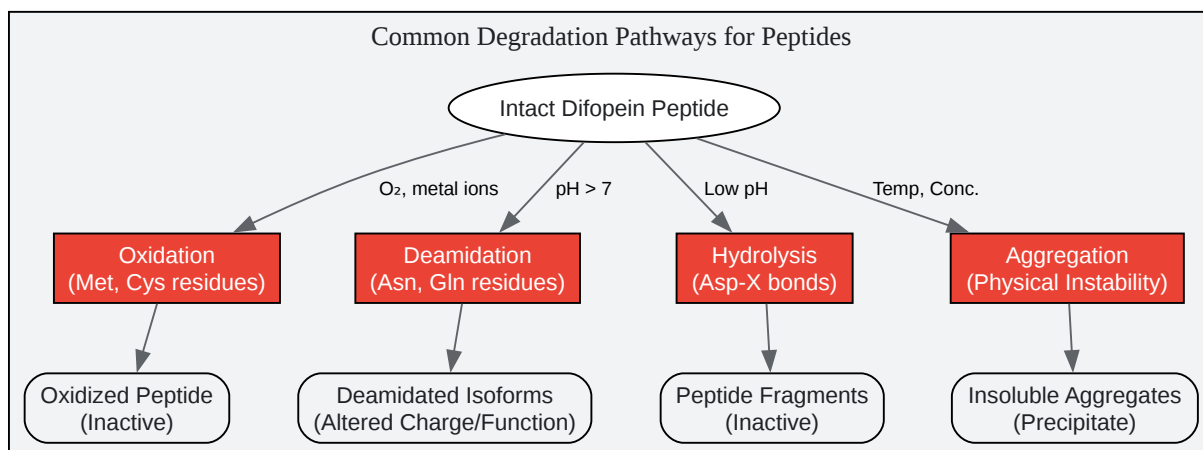 Common Degradation Pathways for Peptides
Intact Difopein Peptide
O₂, metal ions
pH > 7
Low pH
Temp, Conc.
Oxidation
(Met, Cys residues)
Deamidation
(Asn, Gln residues)
Hydrolysis
(Asp-X bonds)
Aggregation
(Physical Instability)
Oxidized Peptide
(Inactive)
Deamidated Isoforms
(Altered Charge/Function)
Peptide Fragments
(Inactive)
Insoluble Aggregates
(Precipitate)